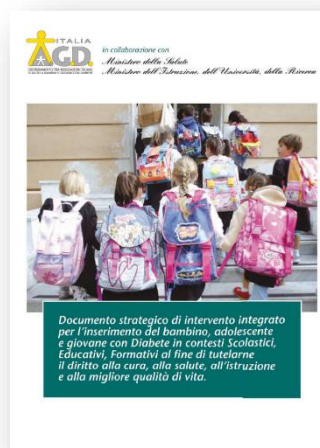 ITALIA
AGD
in collaborazione con
Ministero della Salute
Ministero dell'Istruzione, dell'Università, della Ricerca
Documento strategico di intervento integrato
per l'inserimento del bambino, adolescente
e giovane con Diabete in contesti Scolastici,
Educativi, Formativi al fine di tutelarne
il diritto alla cura, alla salute, all'istruzione
e alla migliore qualità di vita.